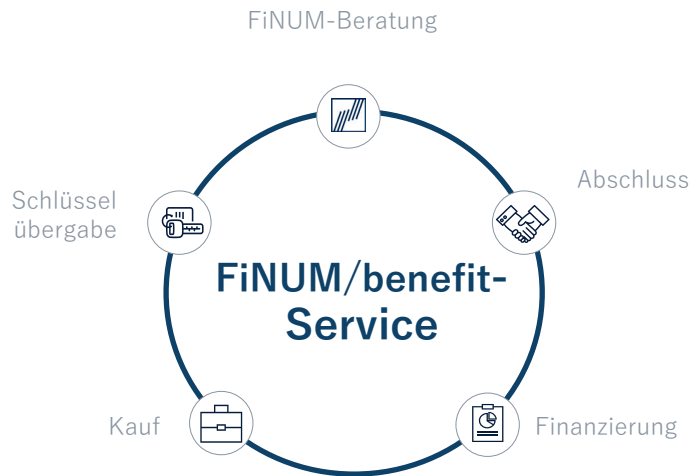 FiNUM-Beratung
Abschluss
Schlüssel
übergabe
FiNUM/benefit-
Service
Kauf
Finanzierung